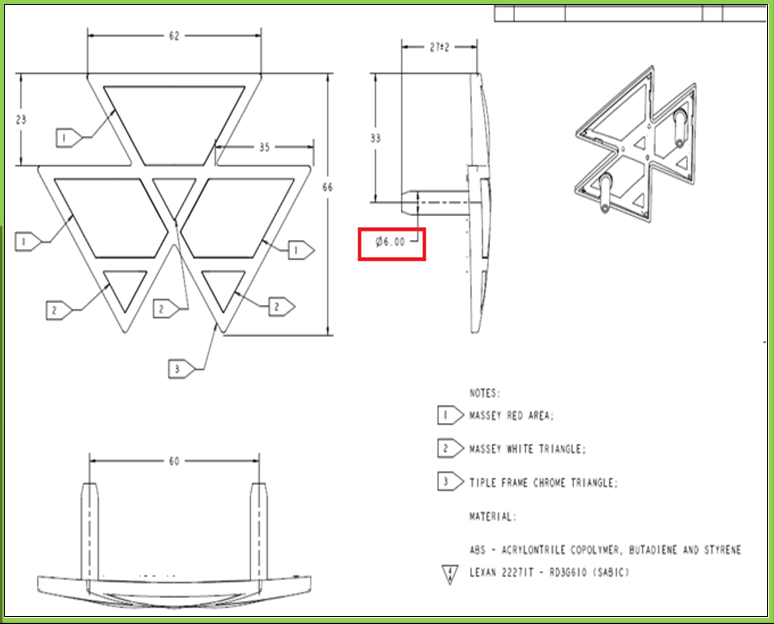 62
27±2
23
33
1
35
66
1
1
Ø6.00
2
2
2
3
NOTES:
1 MASSEY RED AREA;
2 MASSEY WHITE TRIANGLE;
60
3 TIPLE FRAME CHROME TRIANGLE;
MATERIAL:
ABS - ACRYLONTRILE COPOLYMER, BUTADIENE AND STYRENE
LEXAN 2227IT - RD3G610 (SABIC)